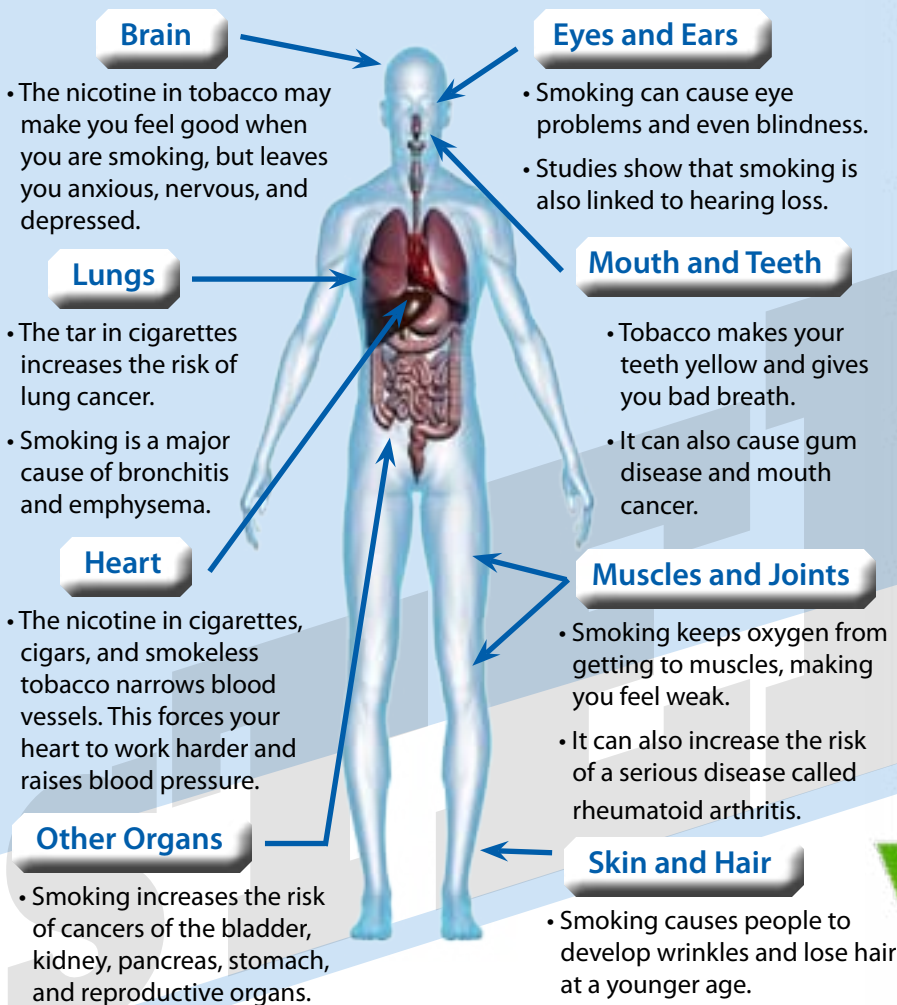 Brain
• The nicotine in tobacco may
make you feel good when
you are smoking, but leaves
you anxious, nervous, and
depressed.
Lungs
• The tar in cigarettes
increases the risk of
lung cancer.
• Smoking is a major
cause of bronchitis
and emphysema.
Heart
• The nicotine in cigarettes,
cigars, and smokeless
tobacco narrows blood
vessels. This forces your
heart to work harder and
raises blood pressure.
Other Organs
• Smoking increases the risk
of cancers of the bladder,
kidney, pancreas, stomach,
and reproductive organs.
Eyes and Ears
• Smoking can cause eye
problems and even blindness.
• Studies show that smoking is
also linked to hearing loss.
Mouth and Teeth
• Tobacco makes your
teeth yellow and gives
you bad breath.
• It can also cause gum
disease and mouth
cancer.
Muscles and Joints
• Smoking keeps oxygen from
getting to muscles, making
you feel weak.
• It can also increase the risk
of a serious disease called
rheumatoid arthritis.
Skin and Hair
• Smoking causes people to
develop wrinkles and lose hair
at a younger age.